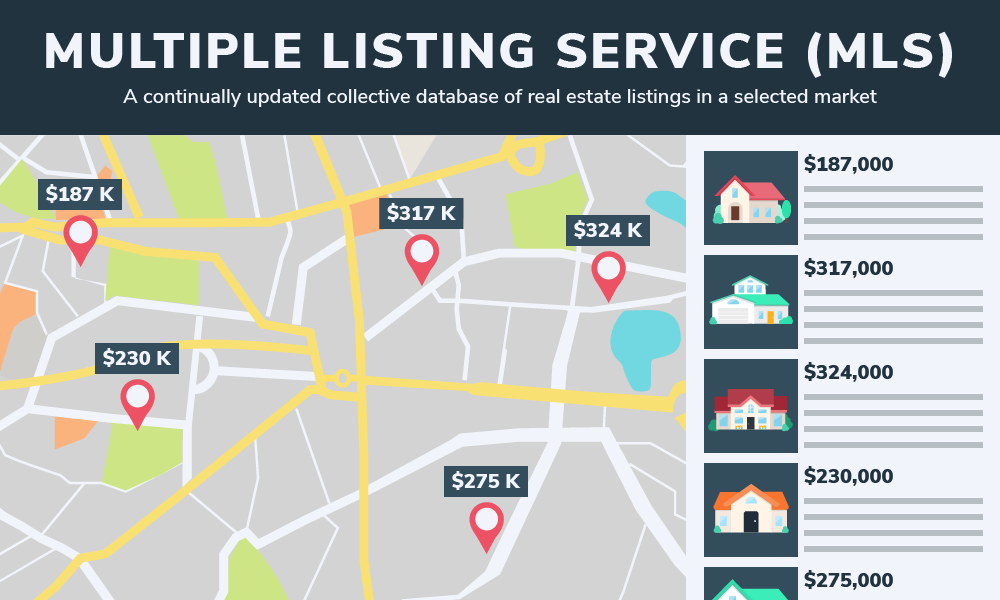 MULTIPLE LISTING SERVICE (MLS)
A continually updated collective database of real estate listings in a selected market
$187 K
$317 K
$324 K
$230 K
$275 K
$187,000
$317,000
$324,000
$230,000
$275,000